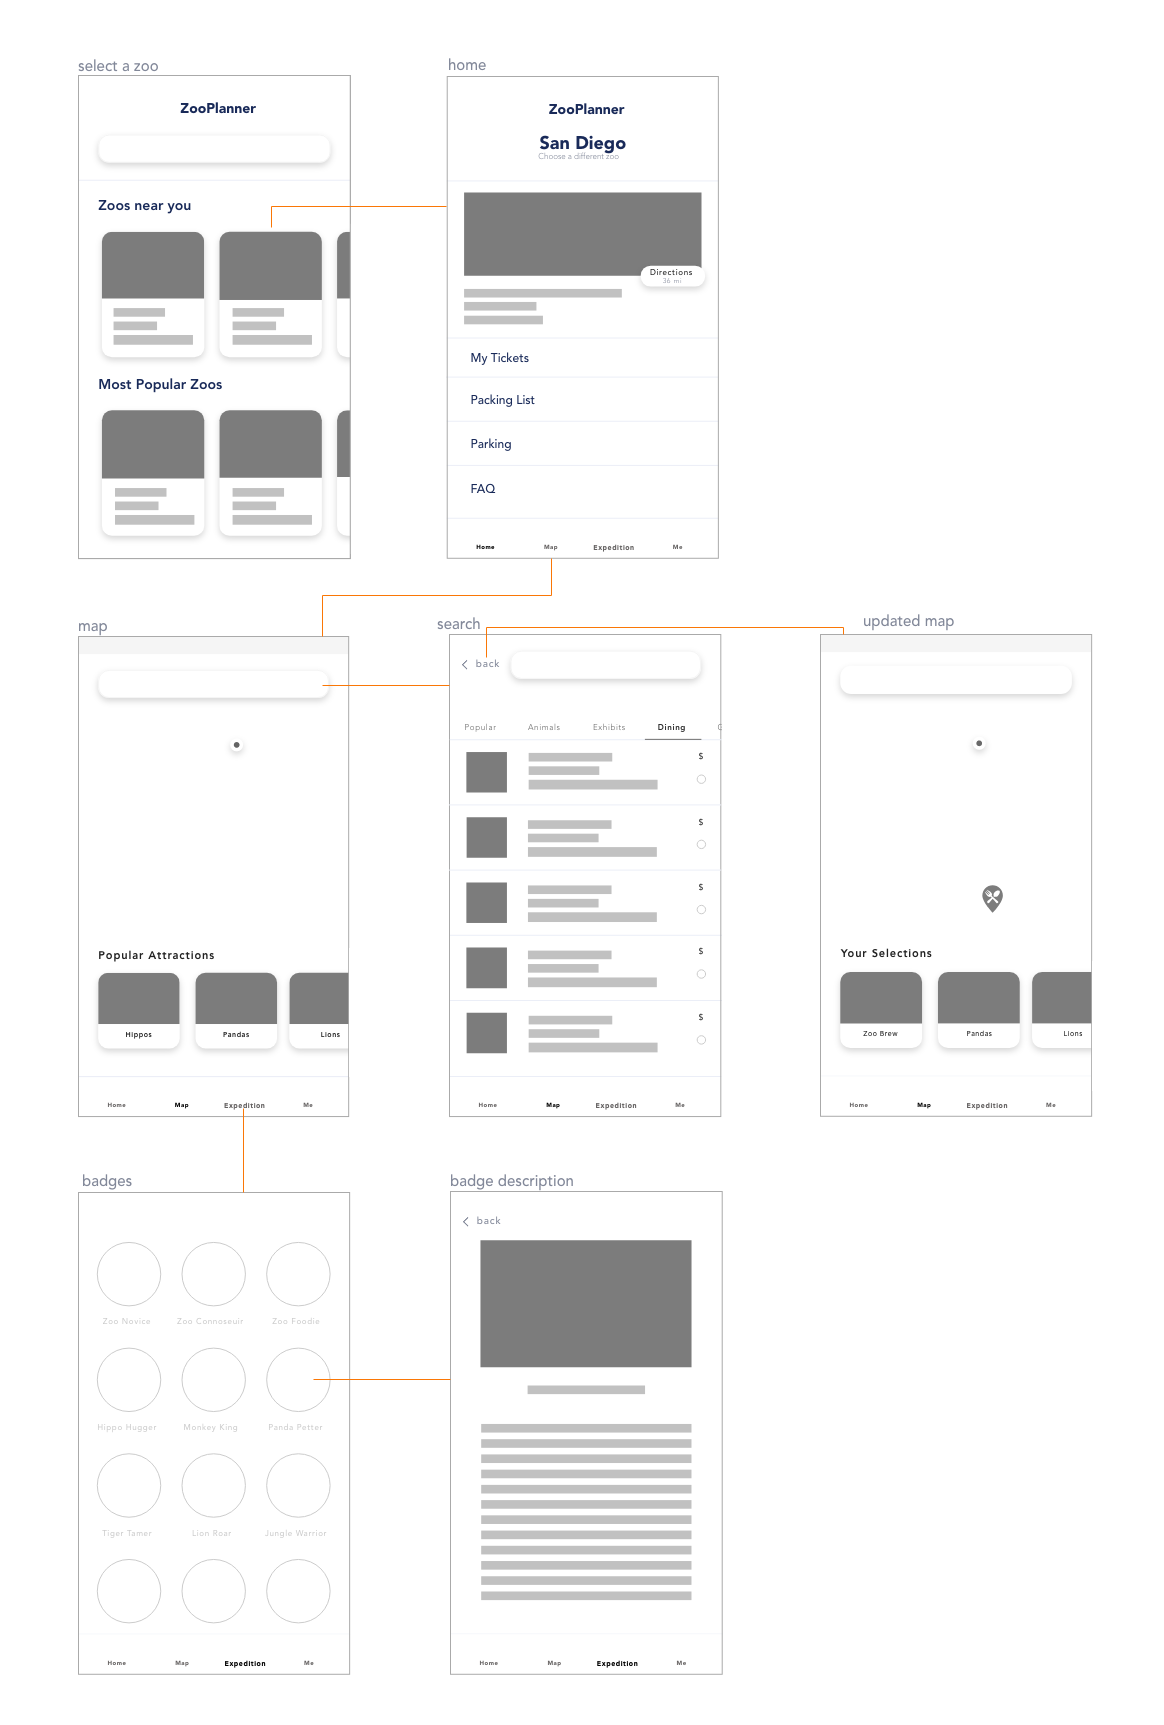 select a zoo
ZooPlanner
Zoos near you
Most Popular Zoos
home
ZooPlanner
San Diego
Choose a different zoo
Directions
36 mi
My Tickets
Packing List
Parking
FAQ
Home Map Expedition Me
map
Popular Attractions
Hippos Pandas Lions
Home Map Expedition Me
search
back
Popular Animals Exhibits Dining
$
$
$
$
$
Home Map Expedition Me
updated map
Your Selections
Zoo Brew Pandas Lions
Home Map Expedition Me
badges
Zoo Novice Zoo Connoseuir Zoo Foodie
Hippo Hugger Monkey King Panda Petter
Tiger Tamer Lion Roar Jungle Warrior
Home Map Expedition Me
badge description
back
Home Map Expedition Me